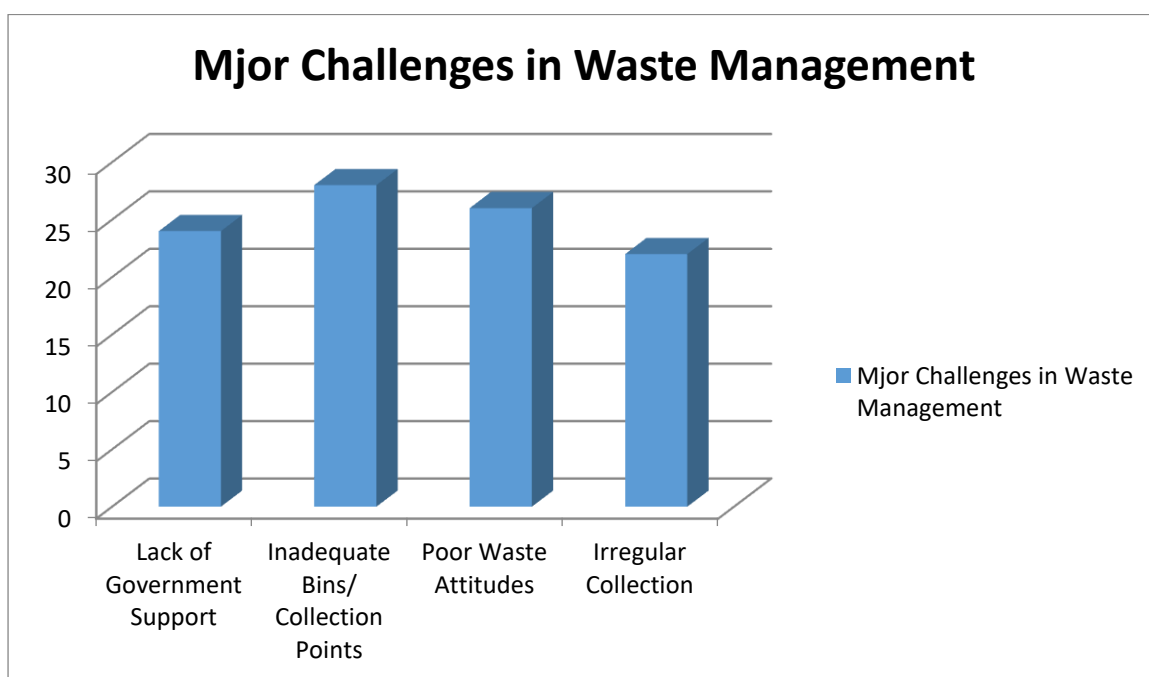 Mjor Challenges in Waste Management
30
25
20
15
10
5
0
Lack of
Government
Support
Inadequate
Bins/
Collection
Points
Poor Waste
Attitudes
Irregular
Collection
Mjor Challenges in Waste
Management